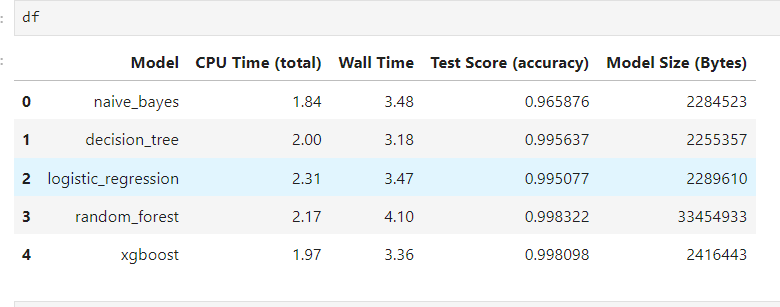 df
Model CPU Time (total) Wall Time Test Score (accuracy) Model Size (Bytes)
0 naive_bayes 1.84 3.48 0.965876 2284523
1 decision_tree 2.00 3.18 0.995637 2255357
2 logistic_regression 2.31 3.47 0.995077 2289610
3 random_forest 2.17 4.10 0.998322 33454933
4 xgboost 1.97 3.36 0.998098 2416443